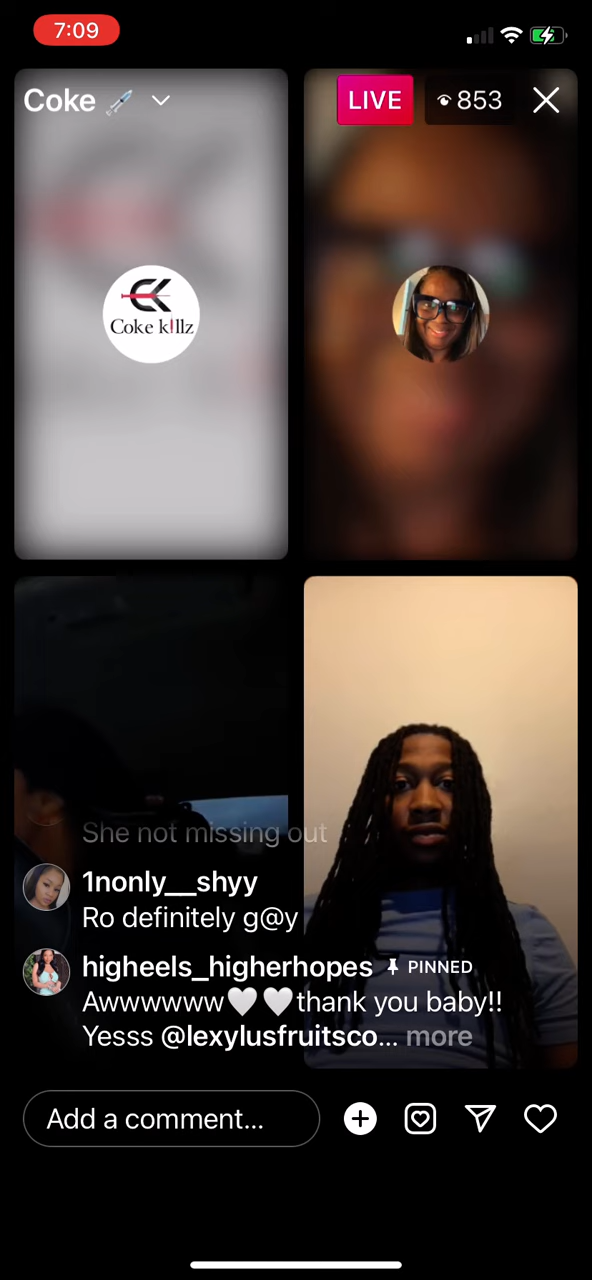 7:09
Coke 💉
LIVE
853
CK
Coke k!llz
She not missing out
1nonly__shyy
Ro definitely g@y
higheels_higherhopes PINNED
Awwwwww🤍🤍thank you baby!!
Yesss @lexylusfruitsco... more
Add a comment...